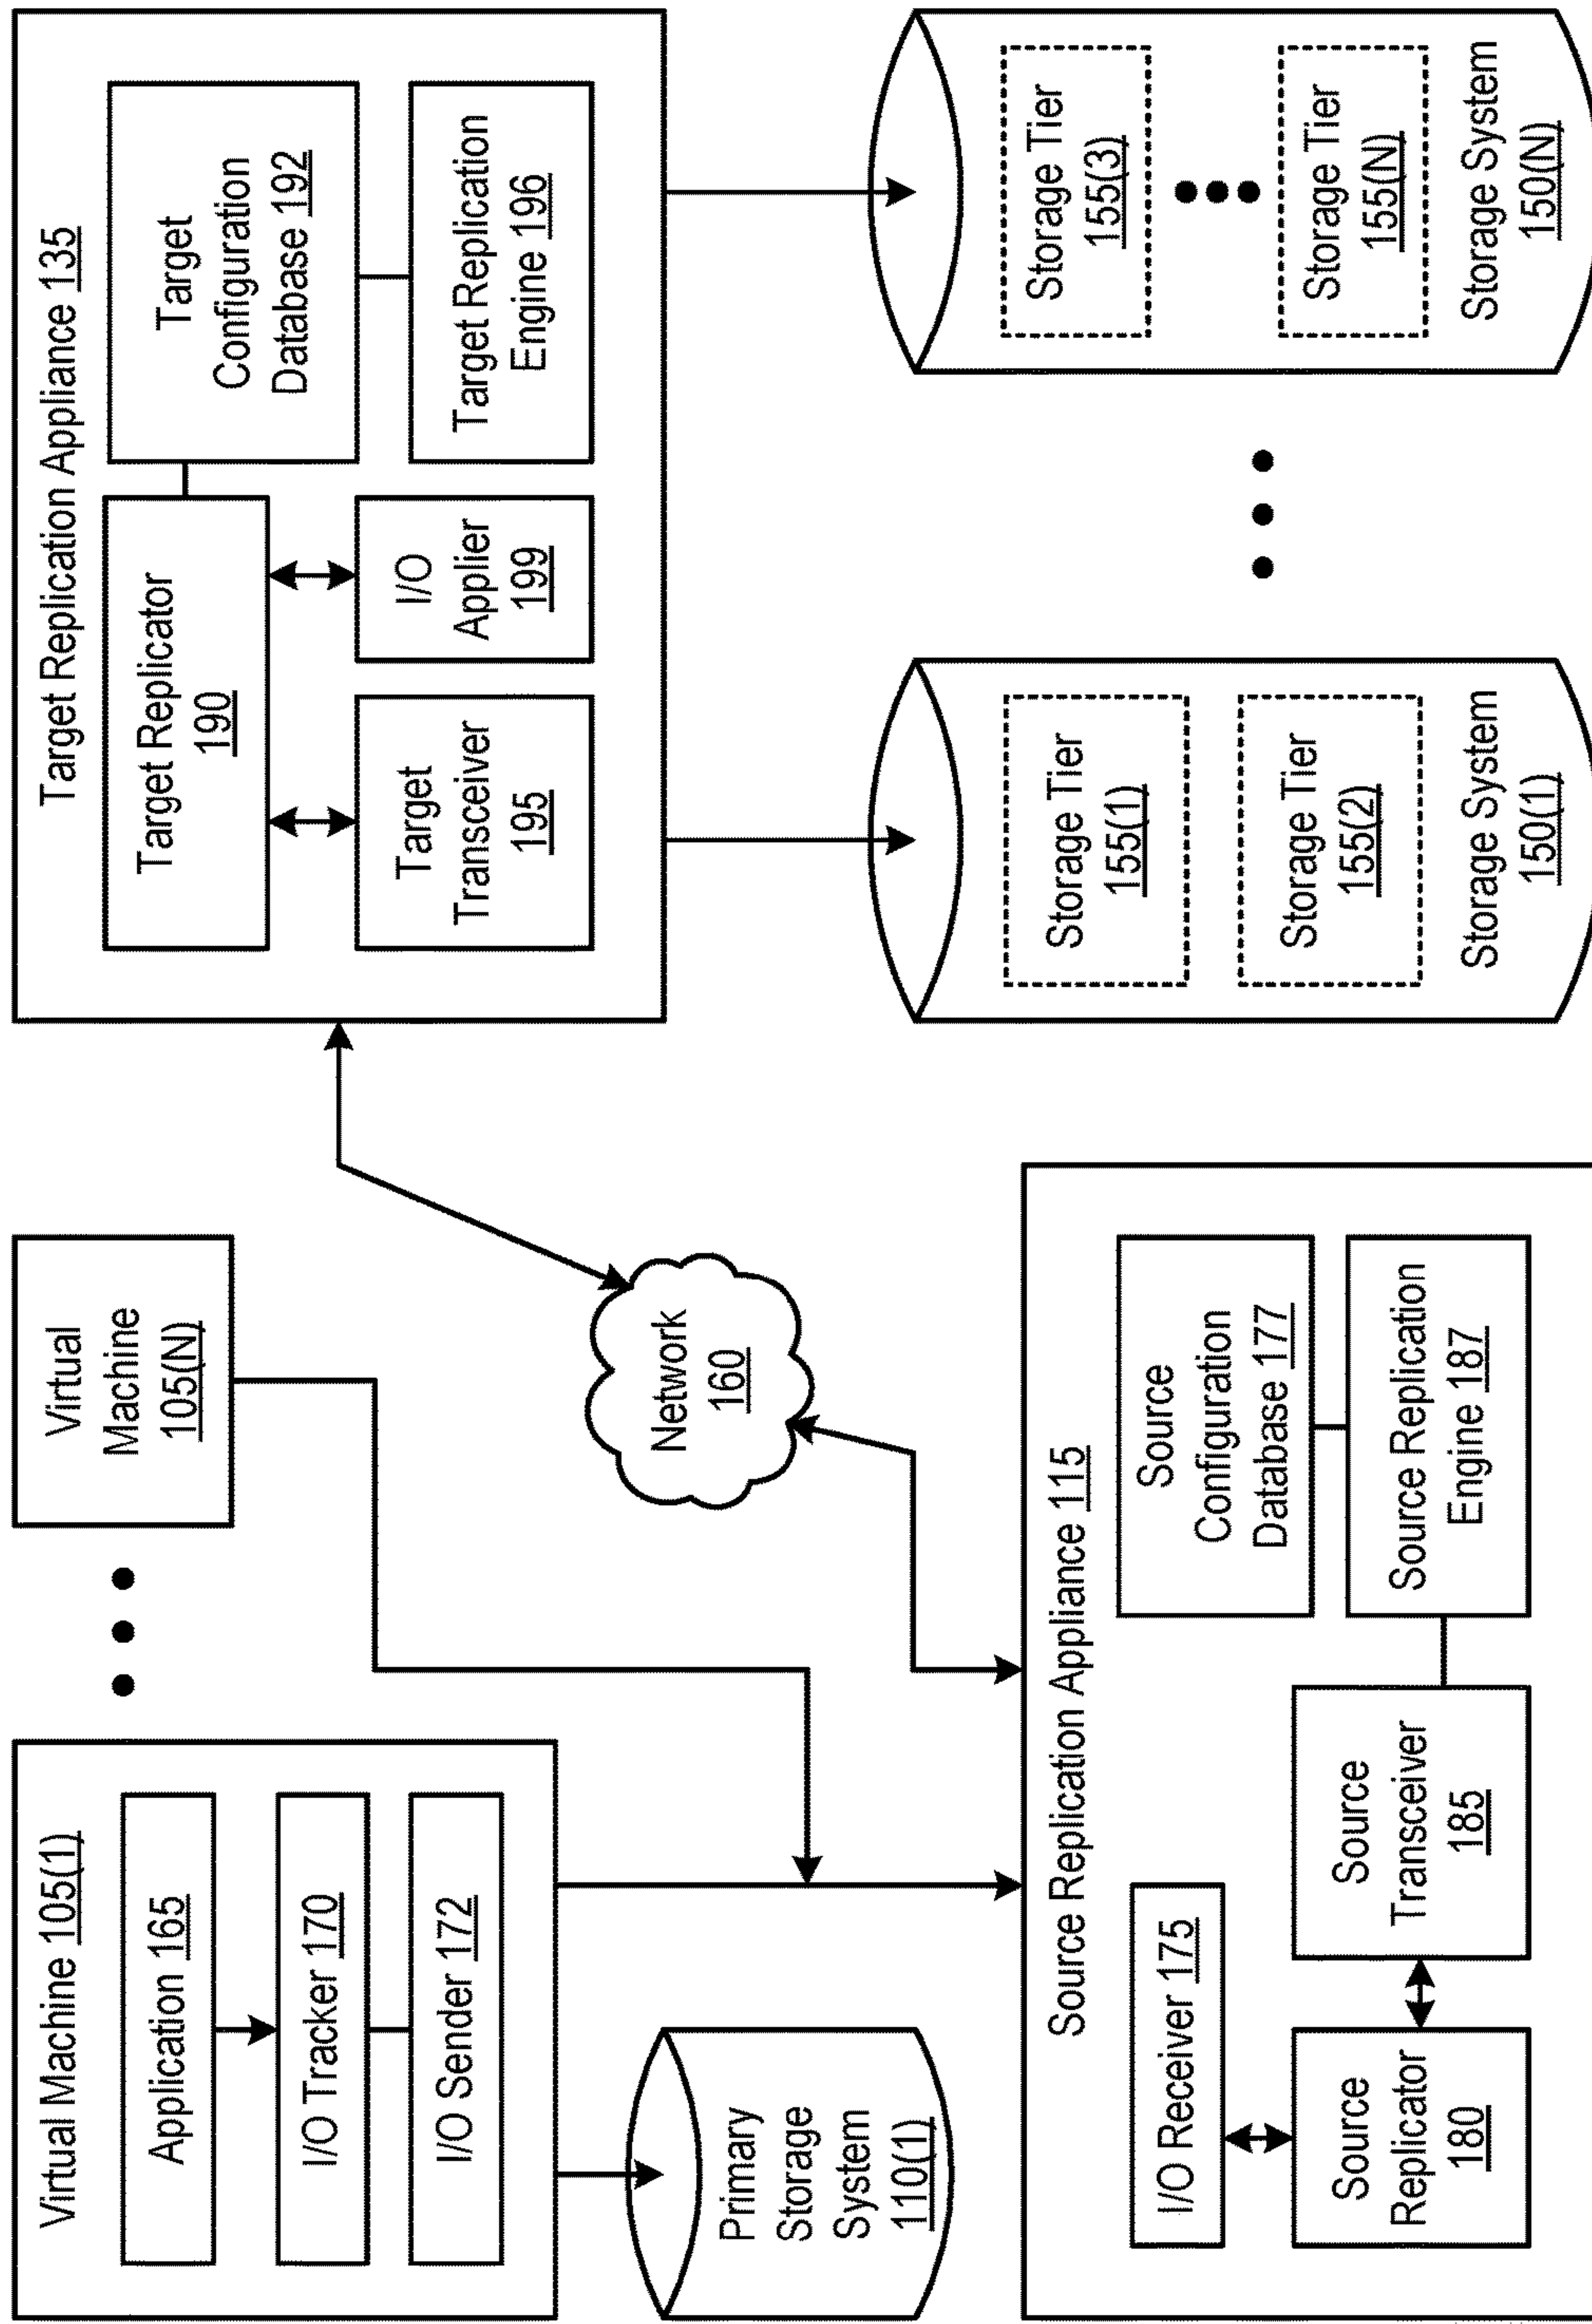 Virtual Machine 105(1)
Application 165
I/O Tracker 170
I/O Sender 172
Primary
Storage
System
110(1)
Virtual
Machine
105(N)
Network
160
Source Replication Appliance 115
I/O Receiver 175
Source
Replicator
180
Source
Transceiver
185
Source
Configuration
Database 177
Source Replication
Engine 187
Target Replication Appliance 135
Target Replicator
190
Target
Transceiver
195
I/O
Applier
199
Target
Configuration
Database 192
Target Replication
Engine 196
Storage Tier
155(1)
Storage Tier
155(2)
Storage System
150(1)
Storage Tier
155(3)
Storage Tier
155(N)
Storage System
150(N)